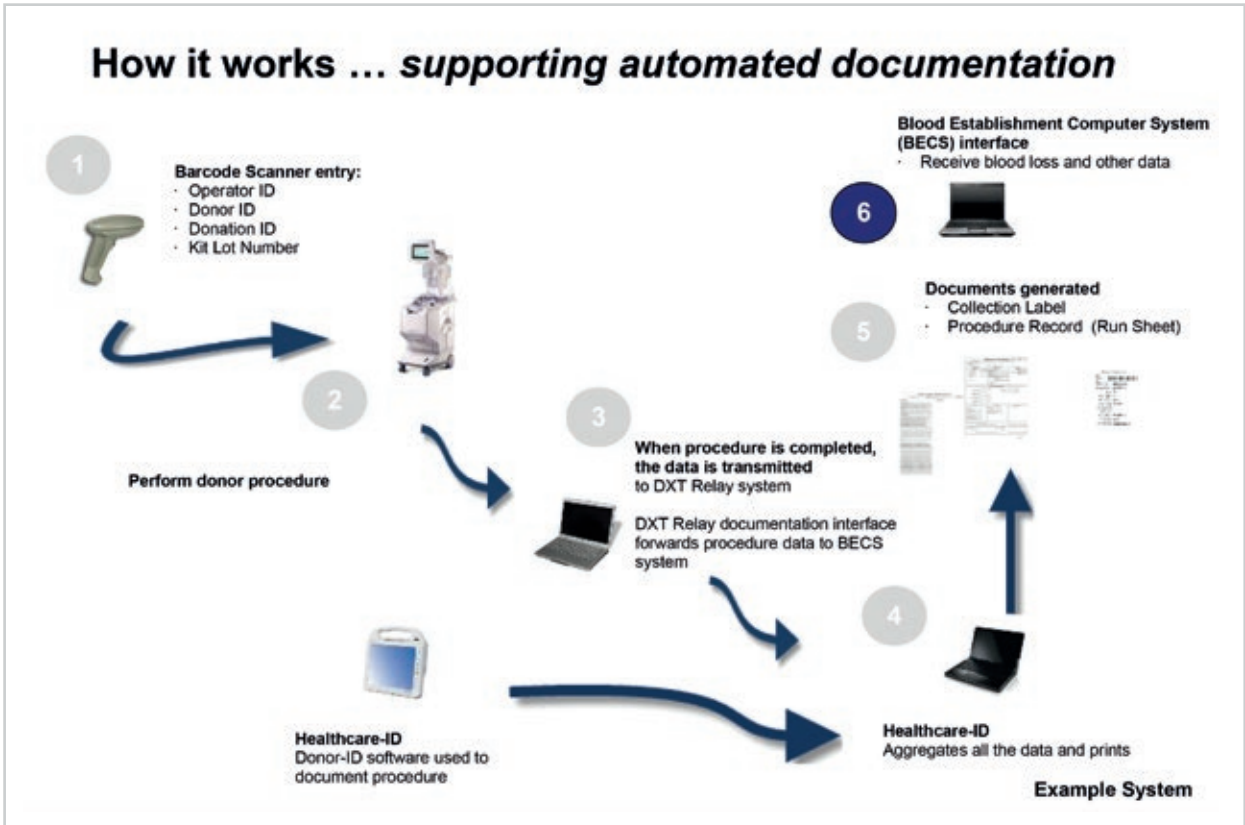 How it works ... supporting automated documentation
1
Barcode Scanner entry:
· Operator ID
· Donor ID
· Donation ID
· Kit Lot Number
2
Perform donor procedure
3
When procedure is completed,
the data is transmitted
to DXT Relay system
DXT Relay documentation interface
forwards procedure data to BECS
system
Healthcare-ID
Donor-ID software used to
document procedure
4
Healthcare-ID
Aggregates all the data and prints
5
Documents generated
· Collection Label
· Procedure Record (Run Sheet)
6
Blood Establishment Computer System
(BECS) interface
· Receive blood loss and other data
Example System